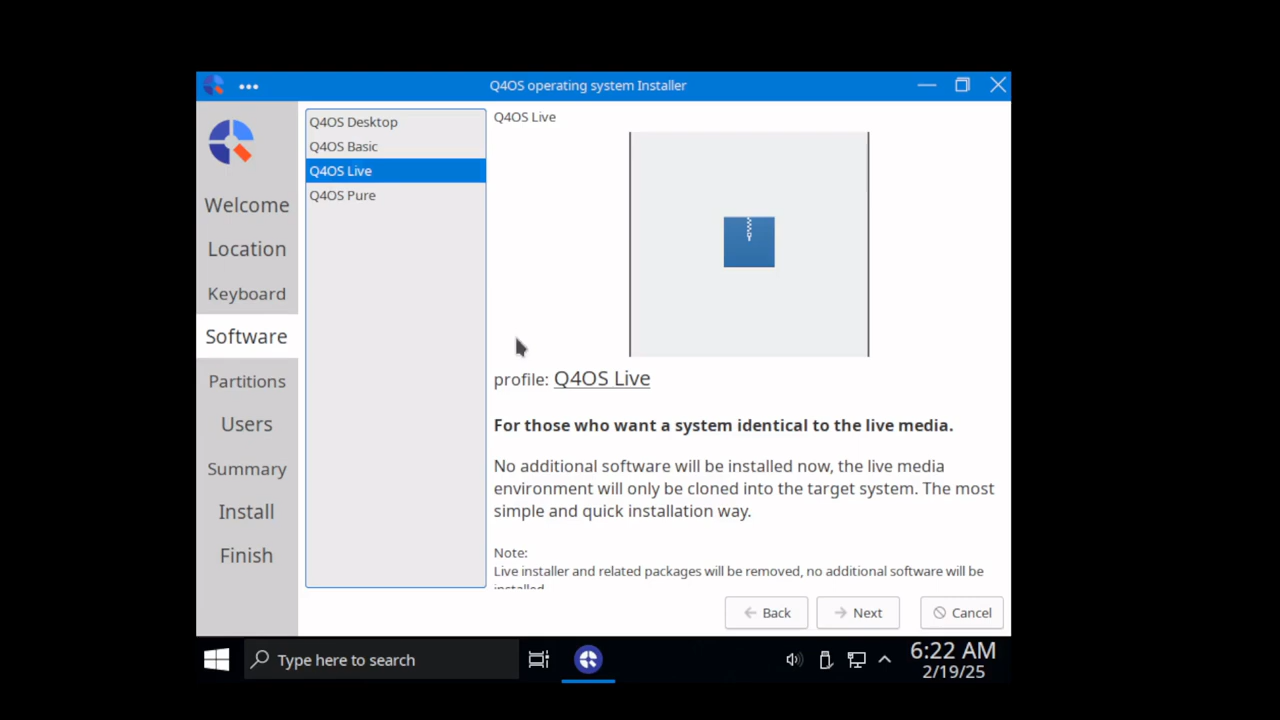 Q4OS operating system Installer
Welcome
Location
Keyboard
Software
Partitions
Users
Summary
Install
Finish
Q4OS Desktop
Q4OS Basic
Q4OS Live
Q4OS Pure
Q4OS Live
profile: Q4OS Live
For those who want a system identical to the live media.
No additional software will be installed now, the live media
environment will only be cloned into the target system. The most
simple and quick installation way.
Note:
Live installer and related packages will be removed, no additional software will be
installed
Back
Next
Cancel
Type here to search
6:22 AM
2/19/25